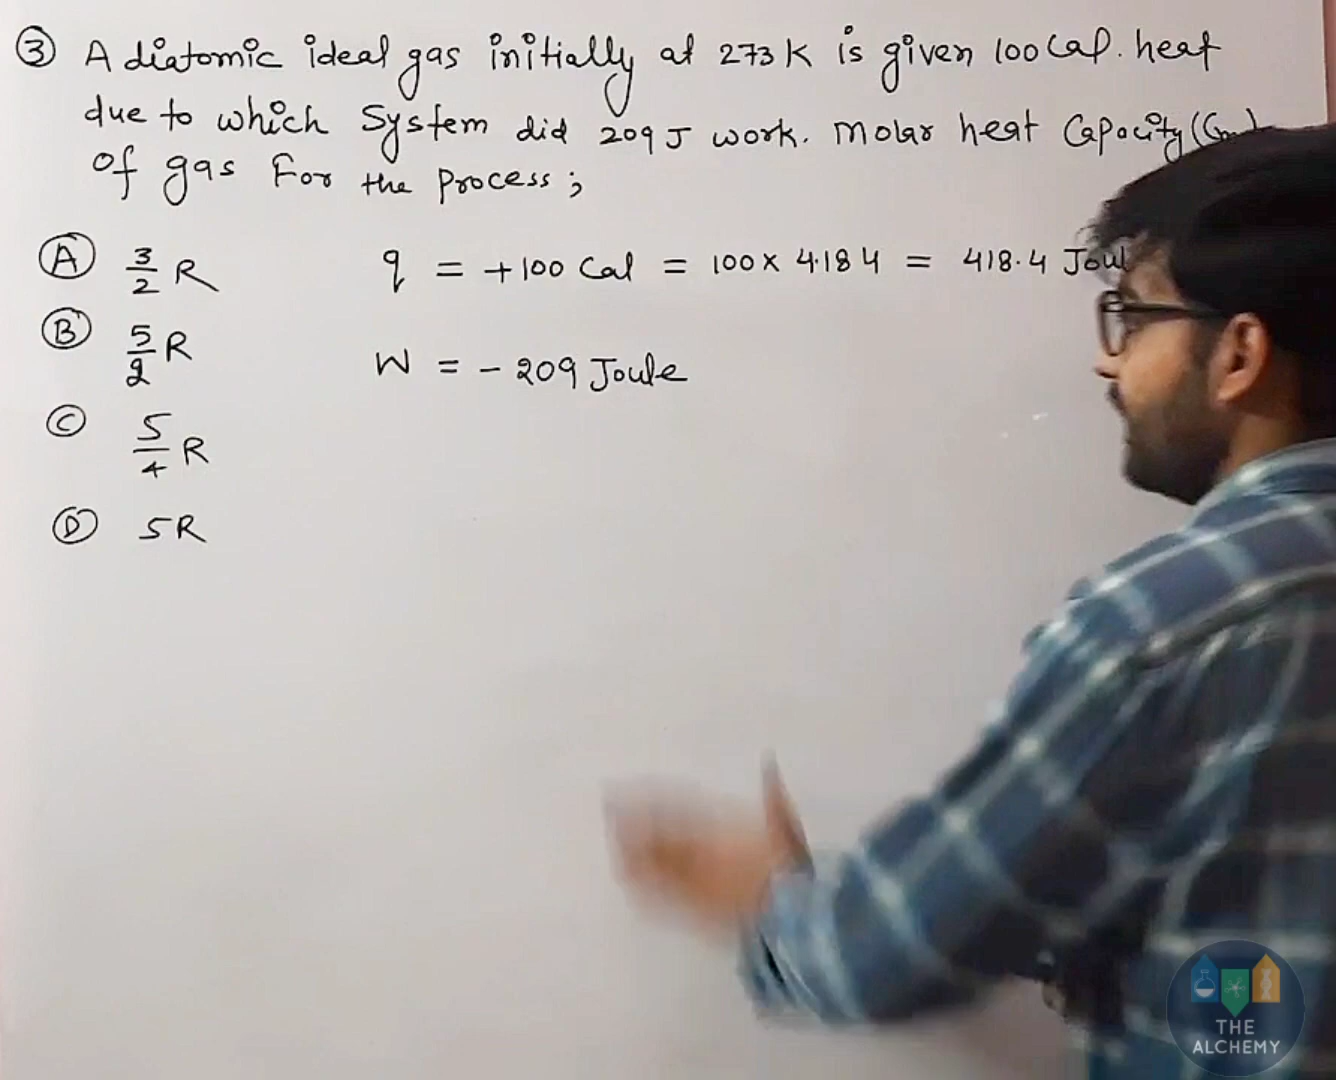 ③ A diatomic ideal gas initially at 273 K is given 100 Cal. heat
due to which System did 209 J work. Molar heat Capacity (Cm)
of gas For the Process ;
Ⓐ 3/2 R q = +100 Cal = 100 x 4.184 = 418.4 Joul
Ⓑ 5/2 R W = - 209 Joule
Ⓒ 5/4 R
Ⓓ 5R
THE
ALCHEMY